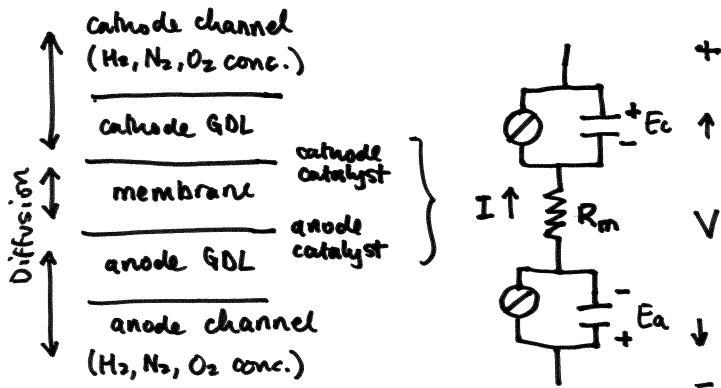 cathode channel
(H2, N2, O2 conc.)
cathode GDL
cathode
catalyst
membrane
anode
catalyst
anode GDL
anode channel
(H2, N2, O2 conc.)
Diffusion
+
+
Ec
-
I
Rm
V
-
Ea
+
-